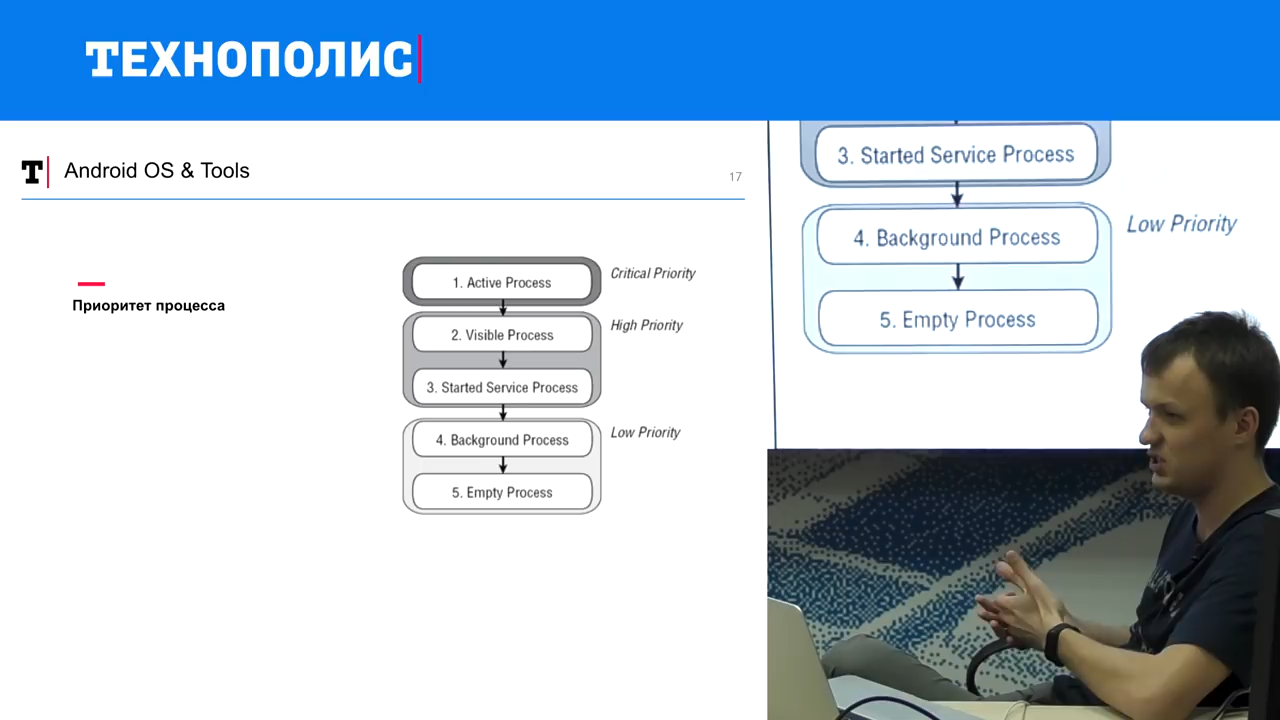 ТЕХНОПОЛИС
Т
Android OS & Tools
17
Приоритет процесса
1. Active Process
Critical Priority
2. Visible Process
High Priority
3. Started Service Process
4. Background Process
Low Priority
5. Empty Process
3. Started Service Process
4. Background Process
Low Priority
5. Empty Process